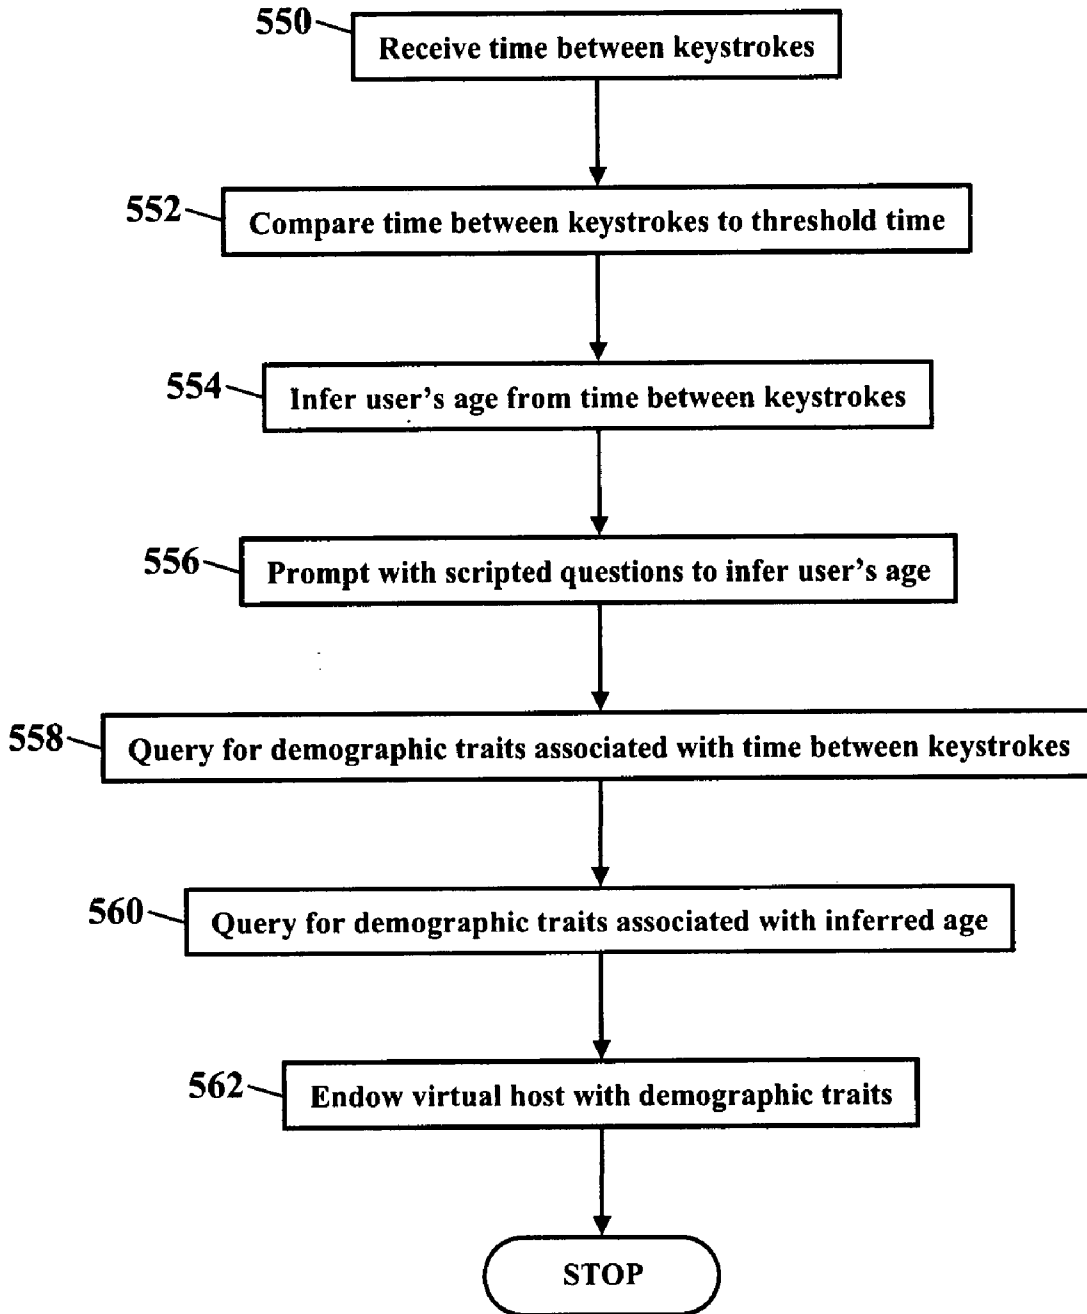 550
Receive time between keystrokes
552
Compare time between keystrokes to threshold time
554
Infer user's age from time between keystrokes
556
Prompt with scripted questions to infer user's age
558
Query for demographic traits associated with time between keystrokes
560
Query for demographic traits associated with inferred age
562
Endow virtual host with demographic traits
STOP